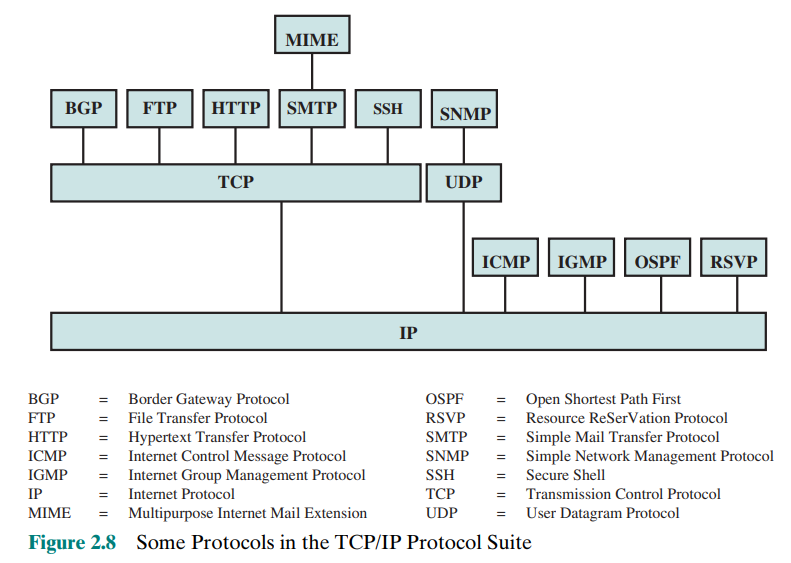 MIME
BGP FTP HTTP SMTP SSH SNMP
TCP UDP
ICMP IGMP OSPF RSVP
IP
BGP = Border Gateway Protocol
FTP = File Transfer Protocol
HTTP = Hypertext Transfer Protocol
ICMP = Internet Control Message Protocol
IGMP = Internet Group Management Protocol
IP = Internet Protocol
MIME = Multipurpose Internet Mail Extension
OSPF = Open Shortest Path First
RSVP = Resource ReSerVation Protocol
SMTP = Simple Mail Transfer Protocol
SNMP = Simple Network Management Protocol
SSH = Secure Shell
TCP = Transmission Control Protocol
UDP = User Datagram Protocol
Figure 2.8 Some Protocols in the TCP/IP Protocol Suite